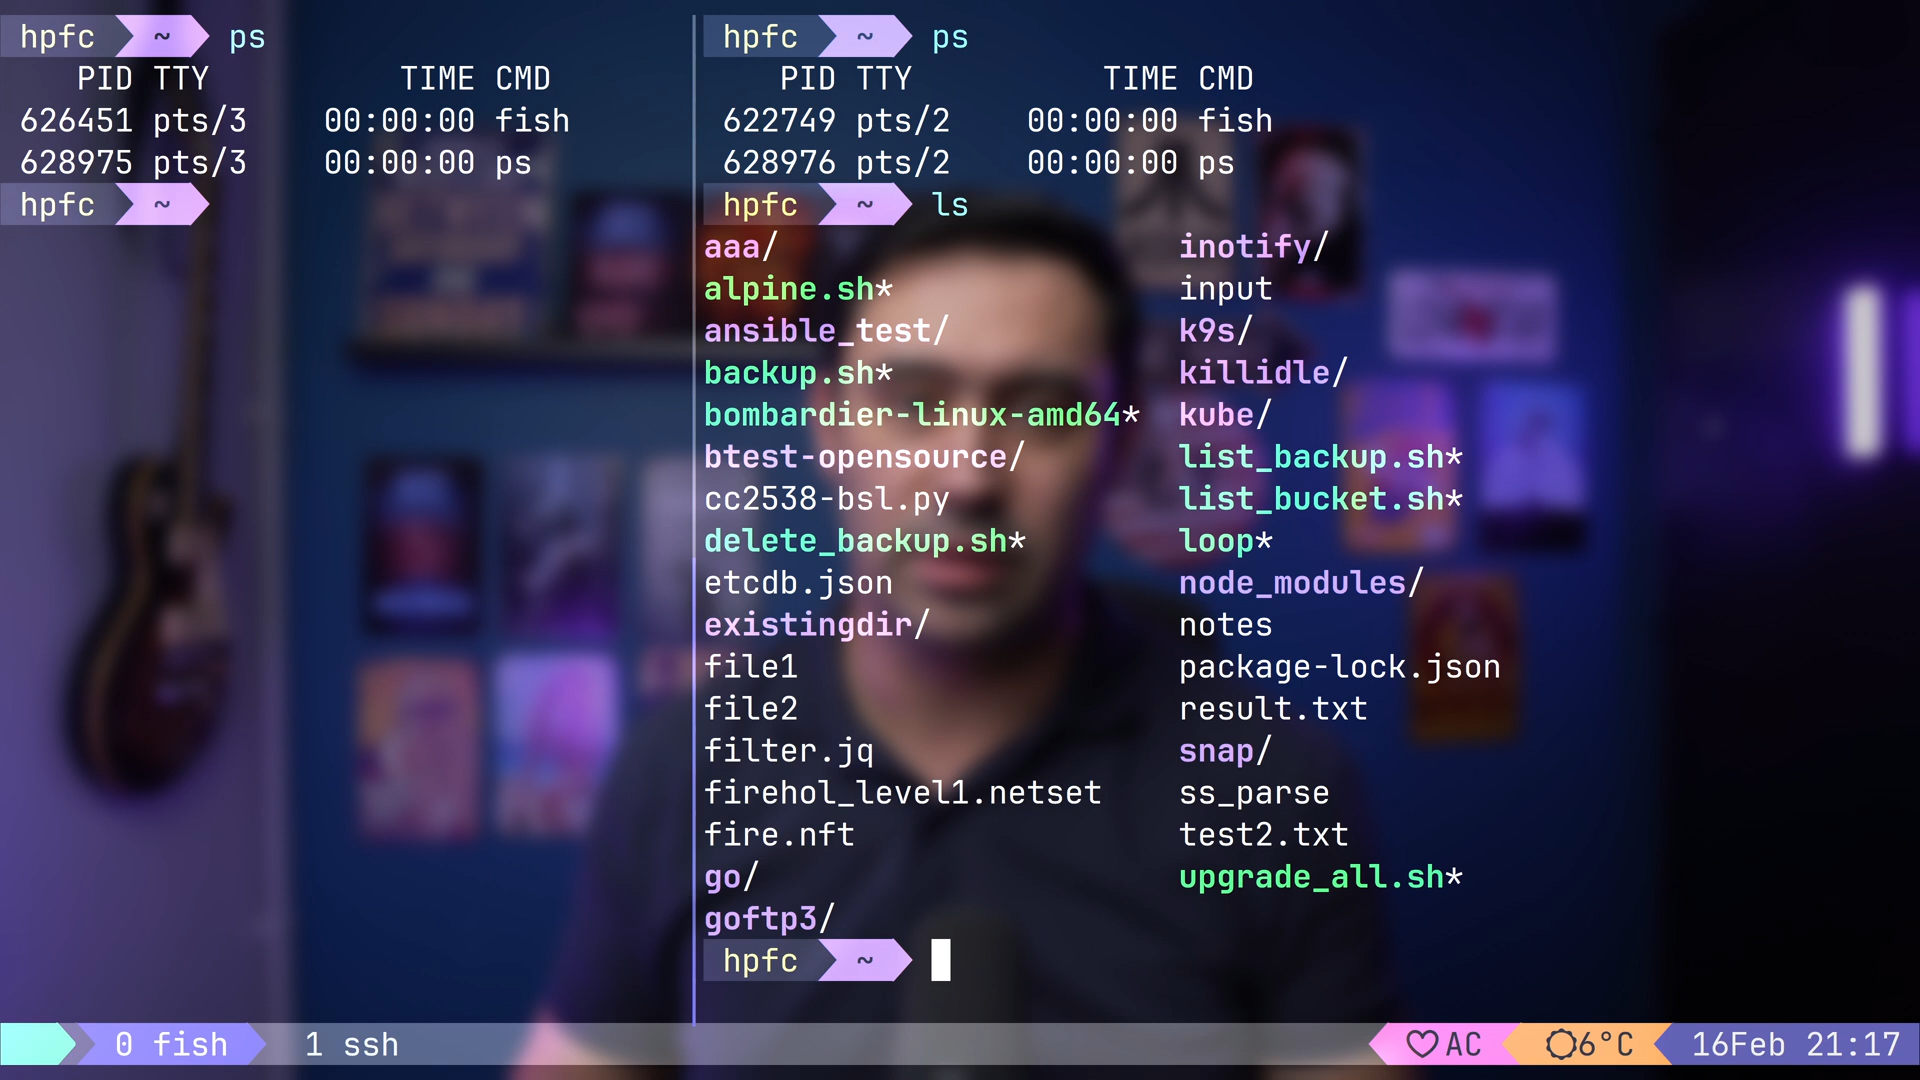 hpfc ~ ps
PID TTY TIME CMD
626451 pts/3 00:00:00 fish
628975 pts/3 00:00:00 ps
hpfc ~
hpfc ~ ps
PID TTY TIME CMD
622749 pts/2 00:00:00 fish
628976 pts/2 00:00:00 ps
hpfc ~ ls
aaa/ inotify/
alpine.sh* input
ansible_test/ k9s/
backup.sh* killidle/
bombardier-linux-amd64* kube/
btest-opensource/ list_backup.sh*
cc2538-bsl.py list_bucket.sh*
delete_backup.sh* loop*
etcdb.json node_modules/
existingdir/ notes
file1 package-lock.json
file2 result.txt
filter.jq snap/
firehol_level1.netset ss_parse
fire.nft test2.txt
go/ upgrade_all.sh*
goftp3/
hpfc ~
0 fish 1 ssh ♡ AC 6°C 16Feb 21:17